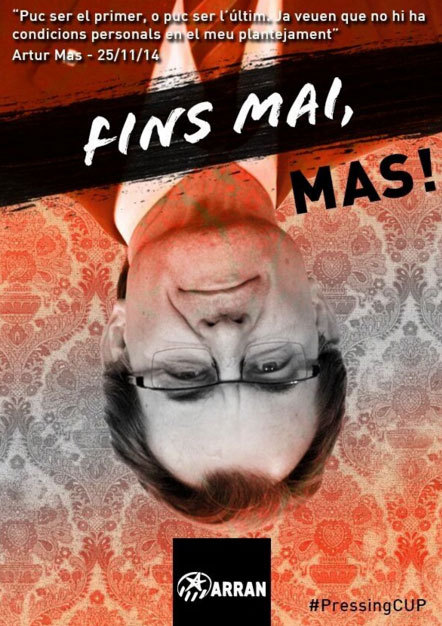 “Puc ser el primer, o puc ser l’últim. Ja veuen que no hi ha
condicions personals en el meu plantejament”
Artur Mas - 25/11/14
FINS MAI,
MAS!
ARRAN
#PressingCUP